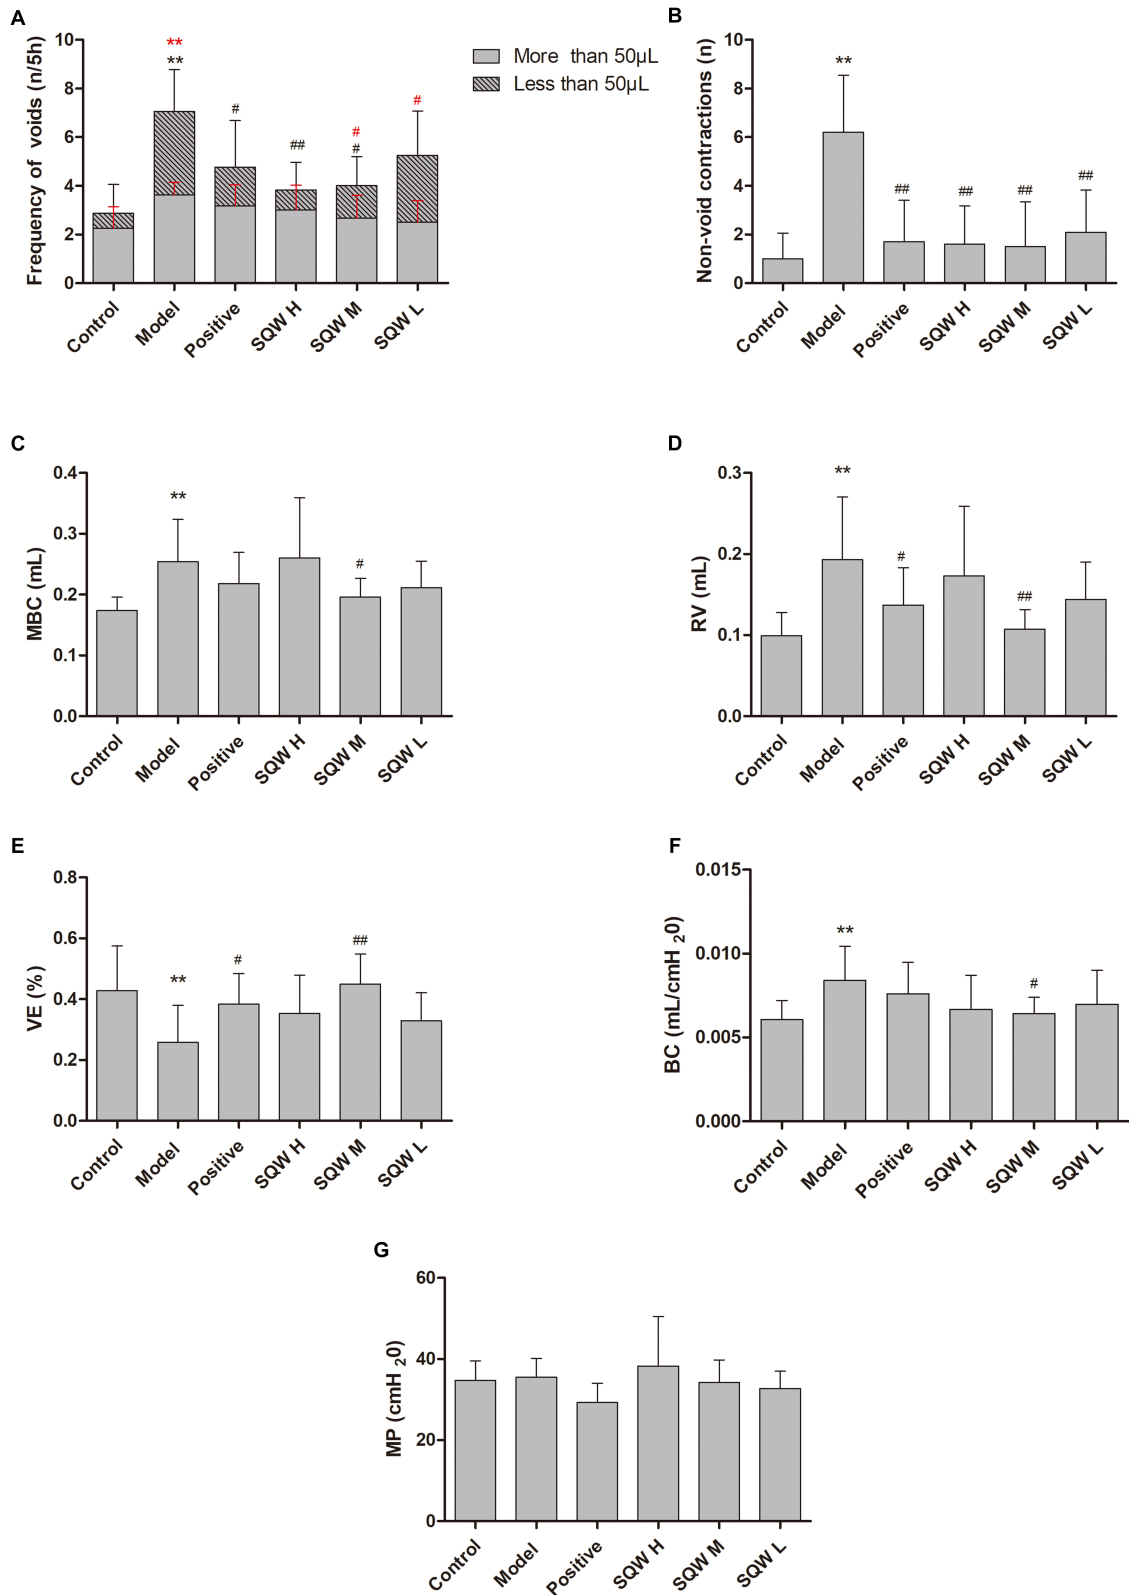 A
Frequency of voids (n/5h)
10
8
6
4
2
0
**
**
#
##
#
#
#
More than 50μL
Less than 50μL
Control
Model
Positive
SQW H
SQW M
SQW L
B
Non-void contractions (n)
10
8
6
4
2
0
**
##
##
##
##
Control
Model
Positive
SQW H
SQW M
SQW L
C
MBC (mL)
0.4
0.3
0.2
0.1
0.0
**
#
Control
Model
Positive
SQW H
SQW M
SQW L
D
RV (mL)
0.3
0.2
0.1
0.0
**
#
##
Control
Model
Positive
SQW H
SQW M
SQW L
E
VE (%)
0.8
0.6
0.4
0.2
0.0
**
#
##
Control
Model
Positive
SQW H
SQW M
SQW L
F
BC (mL/cmH 20)
0.015
0.010
0.005
0.000
**
#
Control
Model
Positive
SQW H
SQW M
SQW L
G
MP (cmH 20)
60
40
20
0
Control
Model
Positive
SQW H
SQW M
SQW L